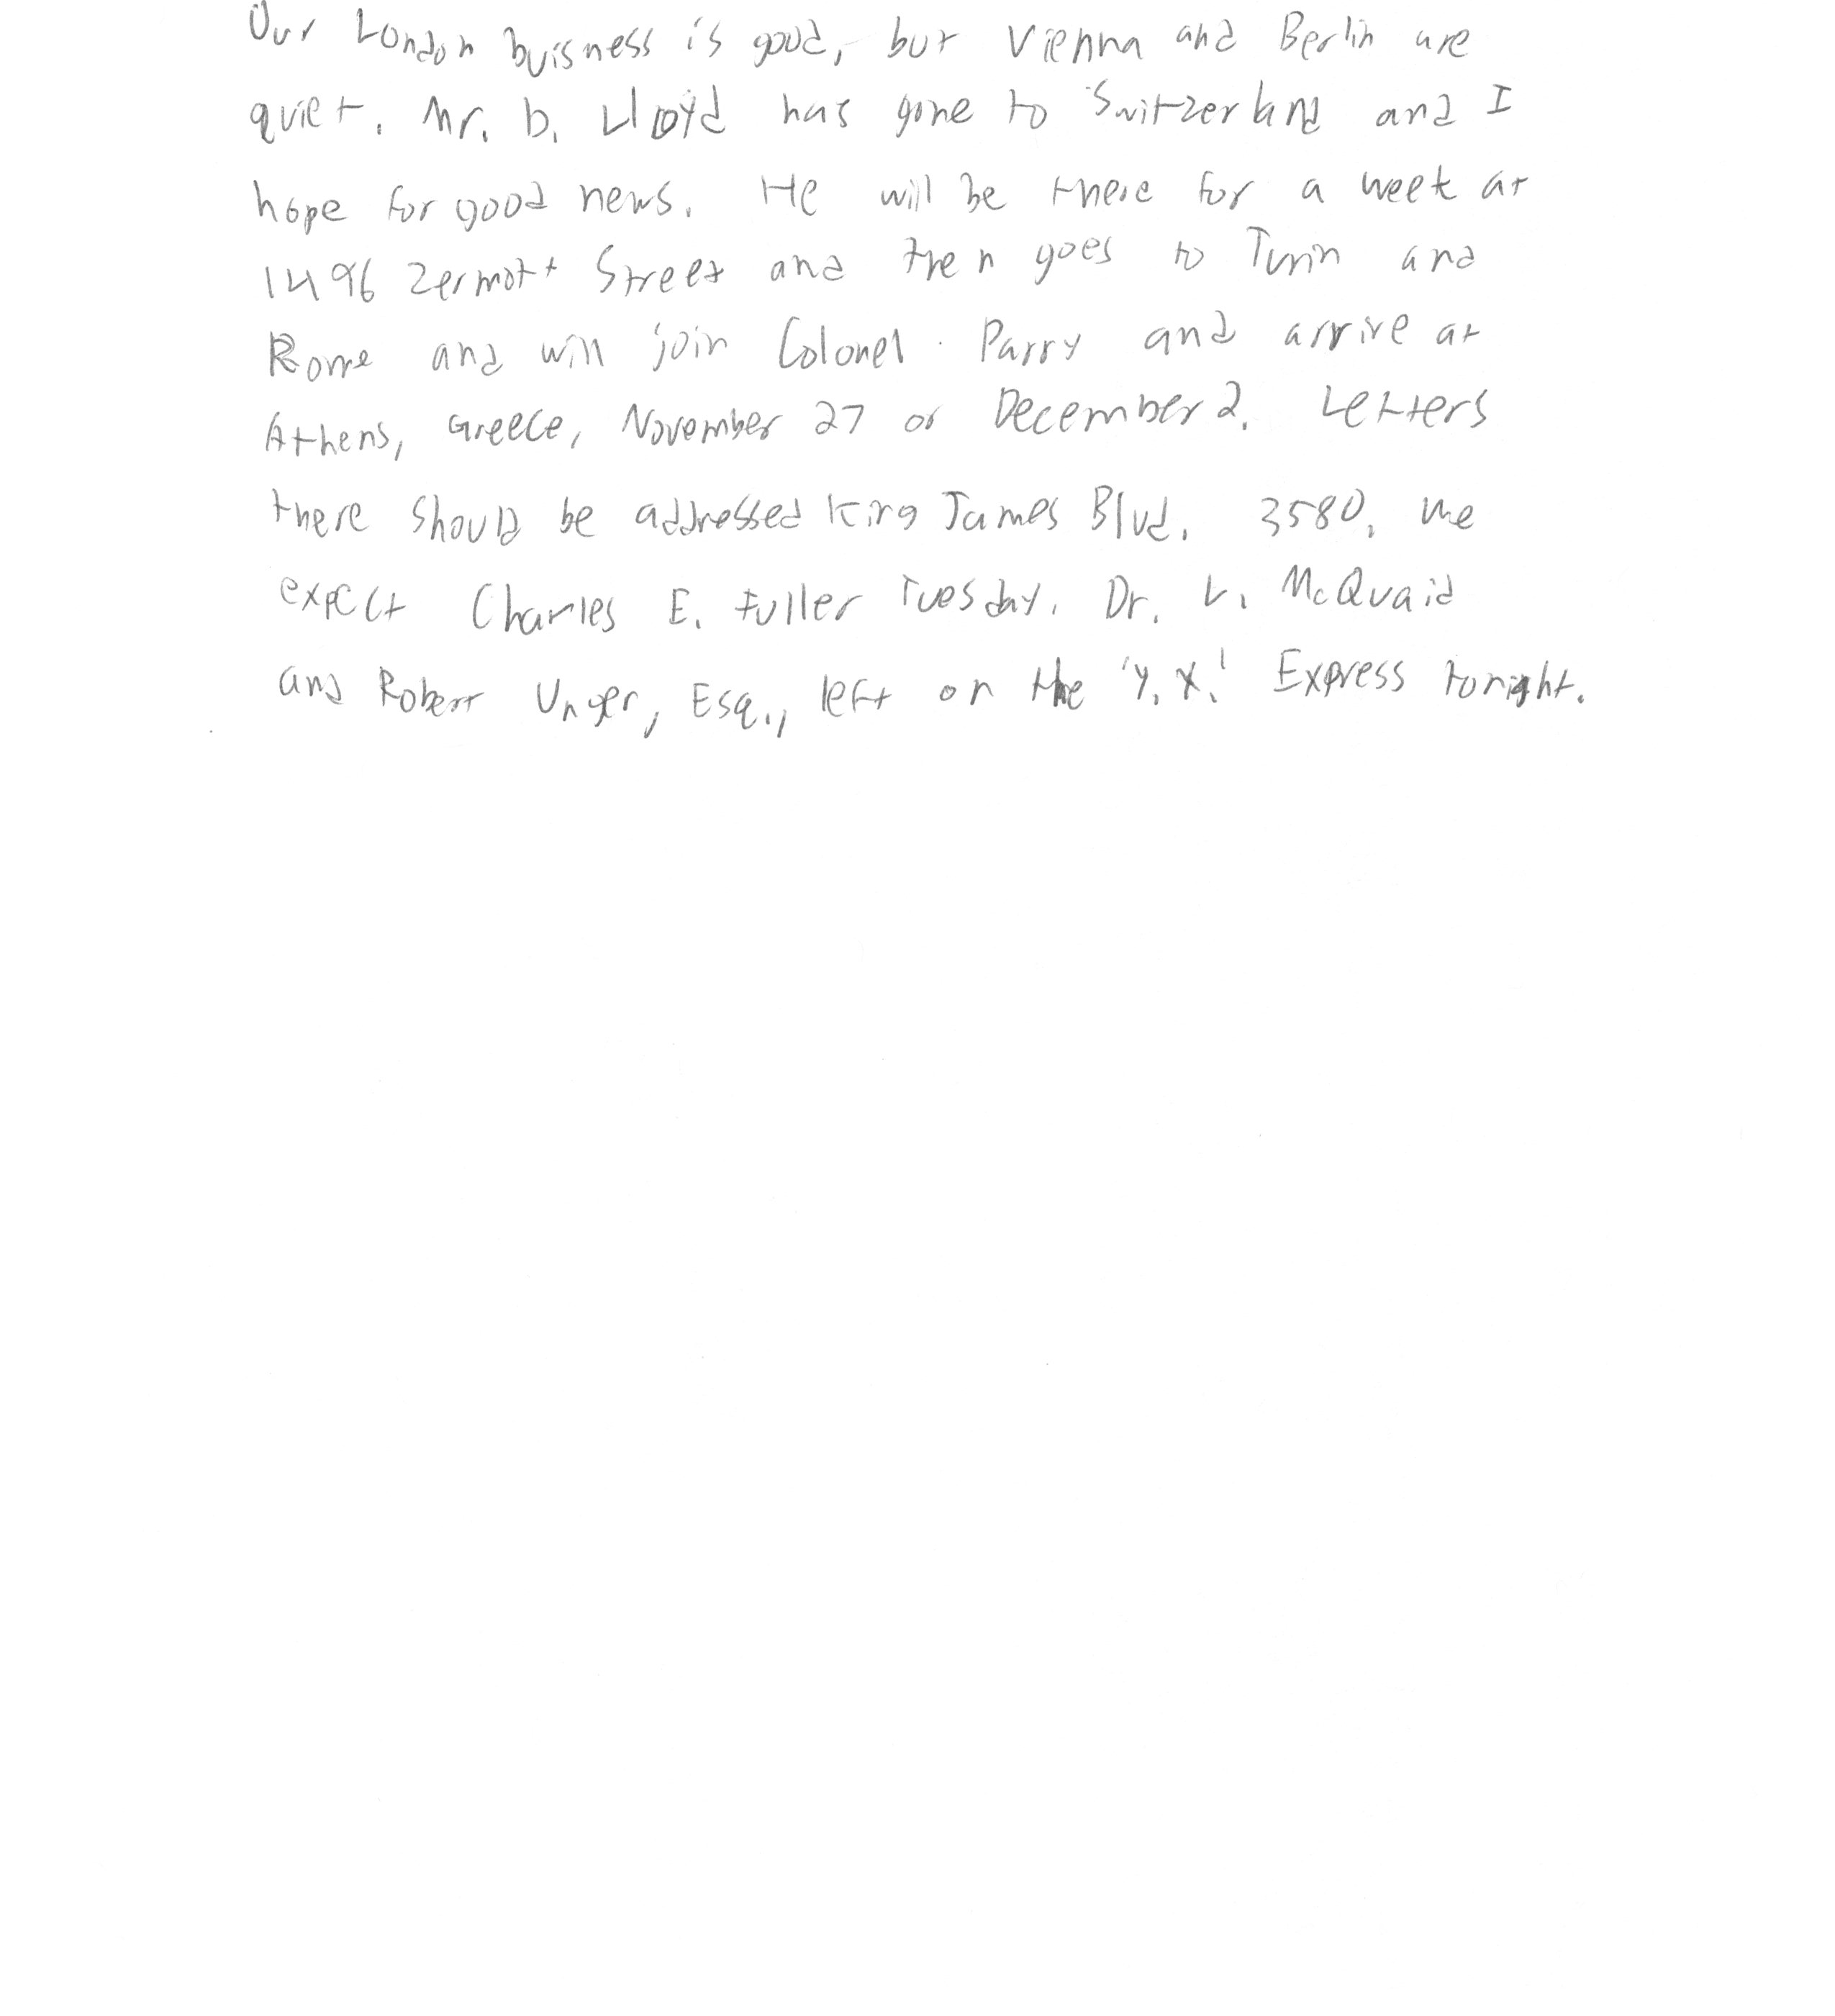 Our London buisness is good, but Vienna and Berlin are
quiet. Mr. D. Lloyd has gone to Switzerland and I
hope for good news. He will be there for a week at
1496 Zermott Street and then goes to Turin and
Rome and will join Colonel Parry and arrive at
Athens, Greece, November 27 or December 2. Letters
there should be addressed King James Blvd. 3580. We
expect Charles E. Fuller Tuesday. Dr. L. McQuaid
and Robert Unger, Esq., left on the 'Y. X.' Express tonight.